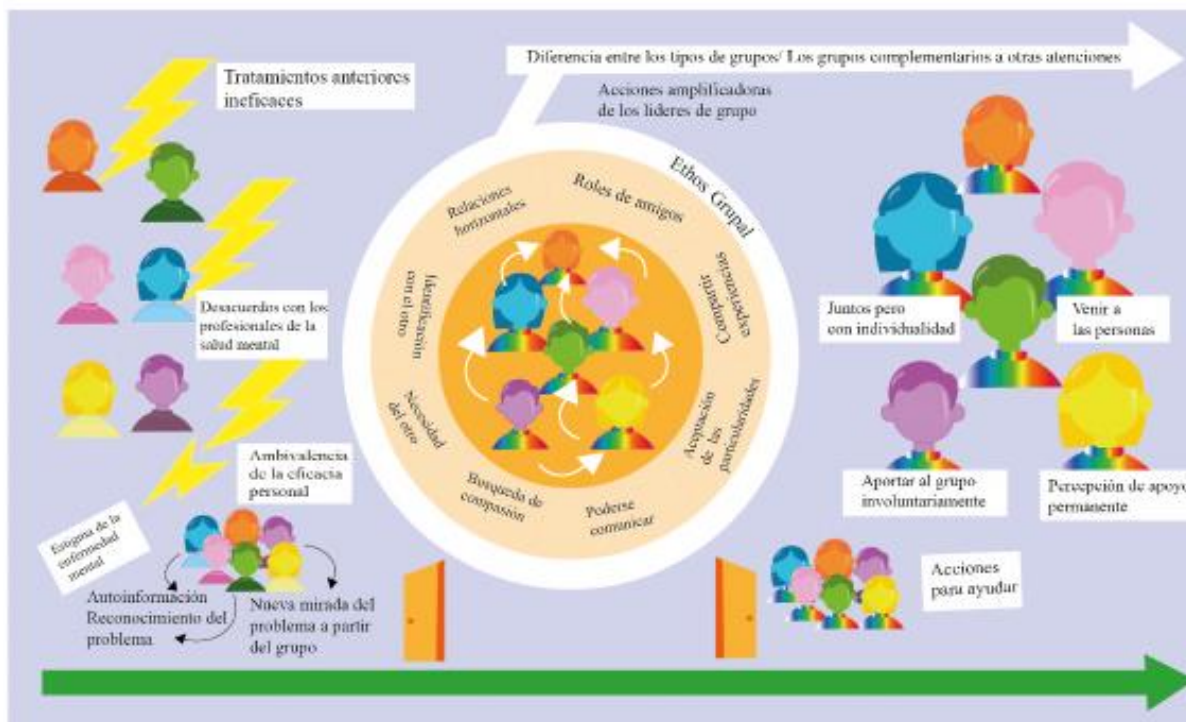 Diferencia entre los tipos de grupos/ Los grupos complementarios a otras atenciones
Acciones amplificadoras
de los líderes de grupo
Tratamientos anteriores
ineficaces
Desacuerdos con los
profesionales de la
salud mental
Ambivalencia
de la eficacia
personal
Estigma de la
enfermedad
mental
Autoinformación
Reconocimiento del
problema
Nueva mirada del
problema a partir
del grupo
Ethos Grupal
Relaciones
horizontales
Roles de amigos
Compartir
experiencias
Aceptación
de las
particularidades
Poderse
comunicar
Busqueda de
compasión
Necesidad
del otro
Identificación
con el otro
Juntos pero
con individualidad
Venir a
las personas
Aportar al grupo
involuntariamente
Percepción de apoyo
permanente
Acciones
para ayudar